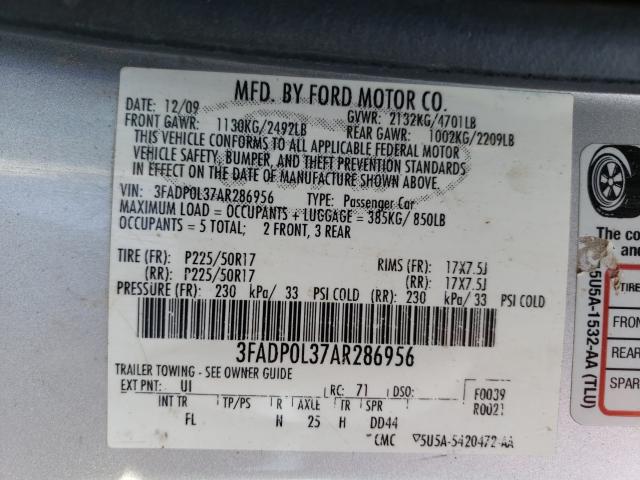 MFD. BY FORD MOTOR CO.
DATE: 12/09 GVWR: 2132KG/4701LB
FRONT GAWR: 1130KG/2492LB REAR GAWR: 1002KG/2209LB
THIS VEHICLE CONFORMS TO ALL APPLICABLE FEDERAL MOTOR
VEHICLE SAFETY, BUMPER, AND THEFT PREVENTION STANDARDS
IN EFFECT ON THE DATE OF MANUFACTURE SHOWN ABOVE.
VIN: 3FADP0L37AR286956 TYPE: Passenger Car
MAXIMUM LOAD = OCCUPANTS + LUGGAGE = 385KG/ 850LB
OCCUPANTS = 5 TOTAL; 2 FRONT, 3 REAR
TIRE (FR): P225/50R17 RIMS (FR): 17X7.5J
(RR): P225/50R17 (RR): 17X7.5J
PRESSURE (FR): 230 kPa/ 33 PSI COLD (RR): 230 kPa/ 33 PSI COLD
3FADP0L37AR286956
TRAILER TOWING - SEE OWNER GUIDE
EXT PNT: UI RC: 71 DSO: F0039
R0021
INT TR TP/PS R AXLE TR SPR
FL N 25 H DD44
CMC ▽5U5A-5420472-AA
The co
and
TIRE
FRON
REAR
5U5A-1532-AA (TLU)